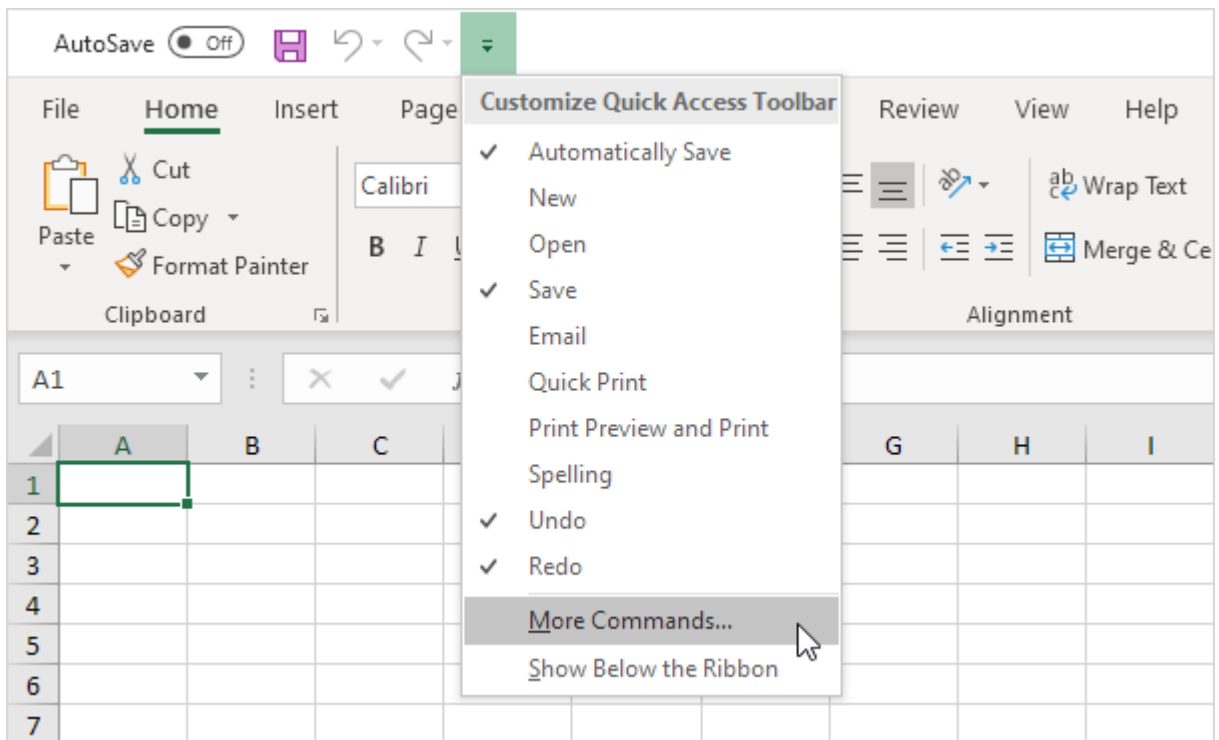 AutoSave Off
File Home Insert Page Review View Help
Customize Quick Access Toolbar
Automatically Save
New
Open
Save
Email
Quick Print
Print Preview and Print
Spelling
Undo
Redo
More Commands...
Show Below the Ribbon
Paste
Cut
Copy
Format Painter
Clipboard
Calibri
B I
ab
c
Wrap Text
Merge & Ce
Alignment
A1
A B C G H I
1
2
3
4
5
6
7